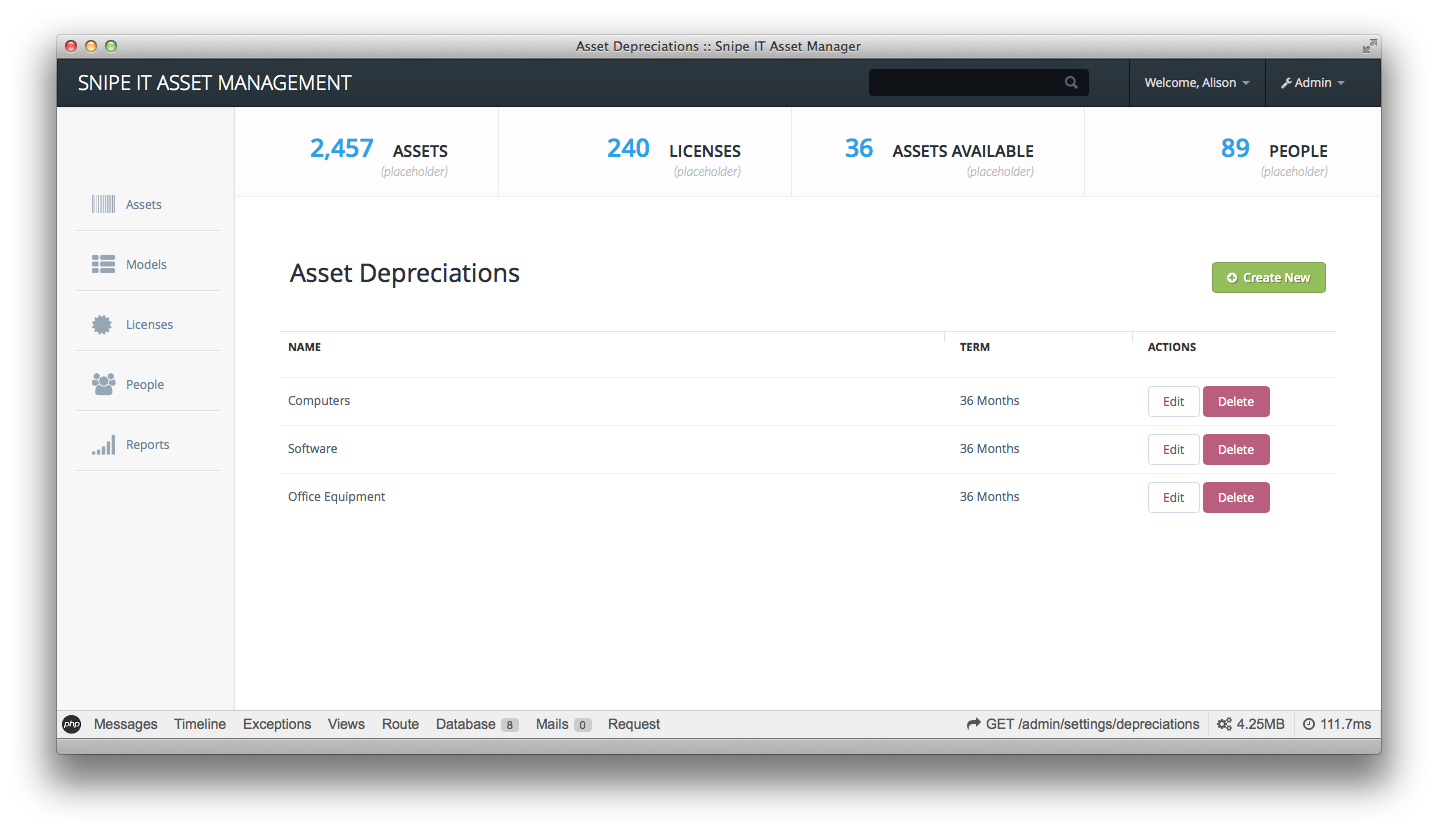 Asset Depreciations :: Snipe IT Asset Manager
SNIPE IT ASSET MANAGEMENT
Welcome, Alison
Admin
2,457 ASSETS
(placeholder)
240 LICENSES
(placeholder)
36 ASSETS AVAILABLE
(placeholder)
89 PEOPLE
(placeholder)
Assets
Models
Licenses
People
Reports
Asset Depreciations
Create New
NAME TERM ACTIONS
Computers 36 Months Edit Delete
Software 36 Months Edit Delete
Office Equipment 36 Months Edit Delete
php Messages Timeline Exceptions Views Route Database 8 Mails 0 Request GET /admin/settings/depreciations 4.25MB 111.7ms